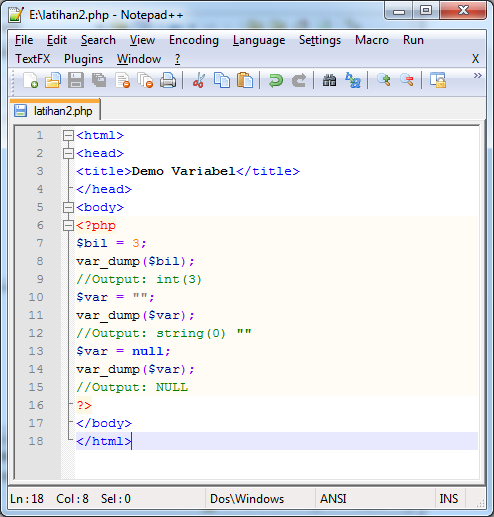 E:\latihan2.php - Notepad++
File Edit Search View Encoding Language Settings Macro Run
TextFX Plugins Window ? X
latihan2.php
1 <html>
2 <head>
3 <title>Demo Variabel</title>
4 </head>
5 <body>
6 <?php
7 $bil = 3;
8 var_dump($bil);
9 //Output: int(3)
10 $var = "";
11 var_dump($var);
12 //Output: string(0) ""
13 $var = null;
14 var_dump($var);
15 //Output: NULL
16 ?>
17 </body>
18 </html>
Ln:18 Col:8 Sel:0 Dos\Windows ANSI INS